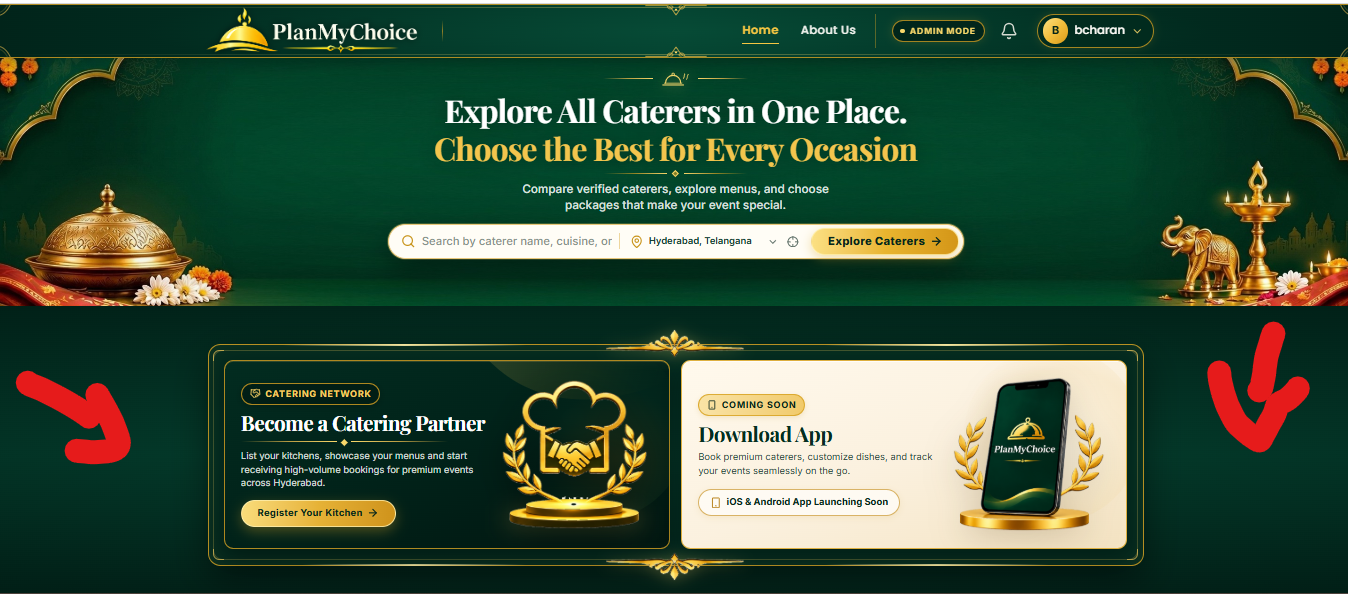 PlanMyChoice
Home
About Us
ADMIN MODE
B
bcharan
Explore All Caterers in One Place.
Choose the Best for Every Occasion
Compare verified caterers, explore menus, and choose
packages that make your event special.
Search by caterer name, cuisine, or
Hyderabad, Telangana
Explore Caterers →
CATERING NETWORK
Become a Catering Partner
List your kitchens, showcase your menus and start
receiving high-volume bookings for premium events
across Hyderabad.
Register Your Kitchen →
COMING SOON
Download App
Book premium caterers, customize dishes, and track
your events seamlessly on the go.
iOS & Android App Launching Soon
PlanMyChoice